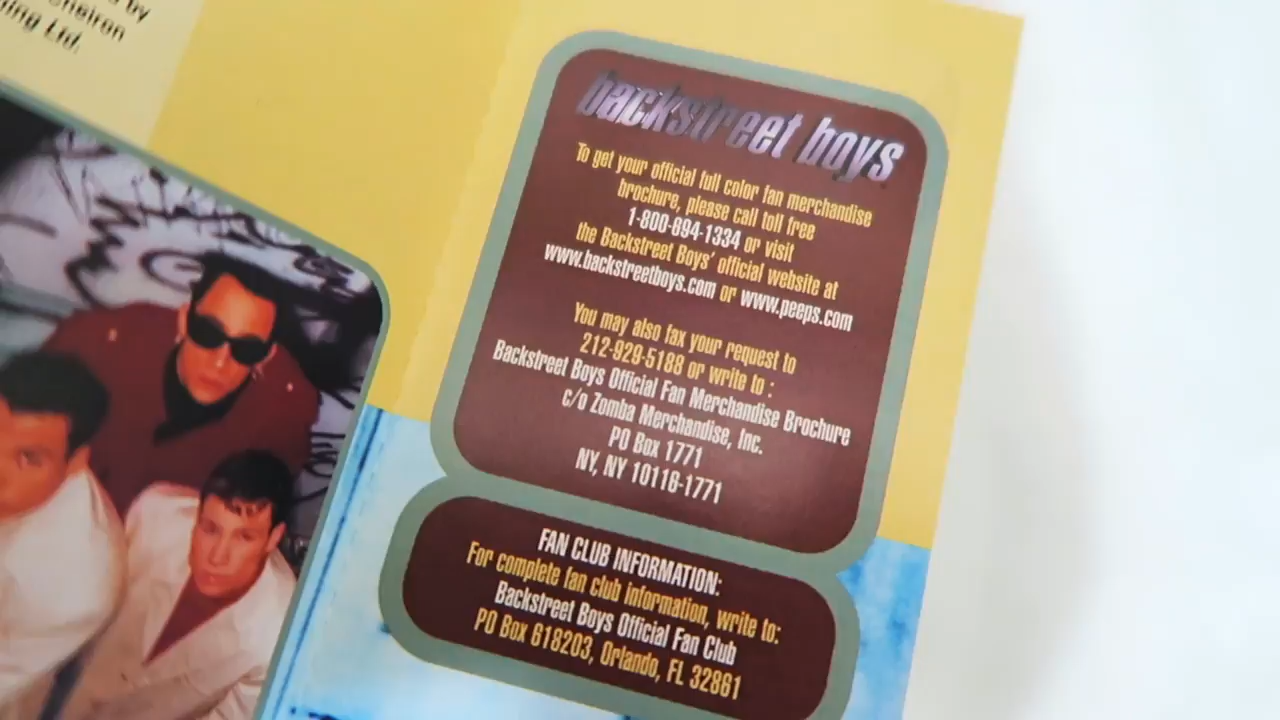 by
Ltd.
backstreet boys
To get your official full color fan merchandise
brochure, please call toll free
1-800-694-1334 or visit
the Backstreet Boys' official website at
www.backstreetboys.com or www.peeps.com
You may also fax your request to
212-929-5188 or write to :
Backstreet Boys Official Fan Merchandise Brochure
c/o Zomba Merchandise, Inc.
PO Box 1771
NY, NY 10116-1771
FAN CLUB INFORMATION:
For complete fan club information, write to:
Backstreet Boys Official Fan Club
PO Box 618203, Orlando, FL 32861